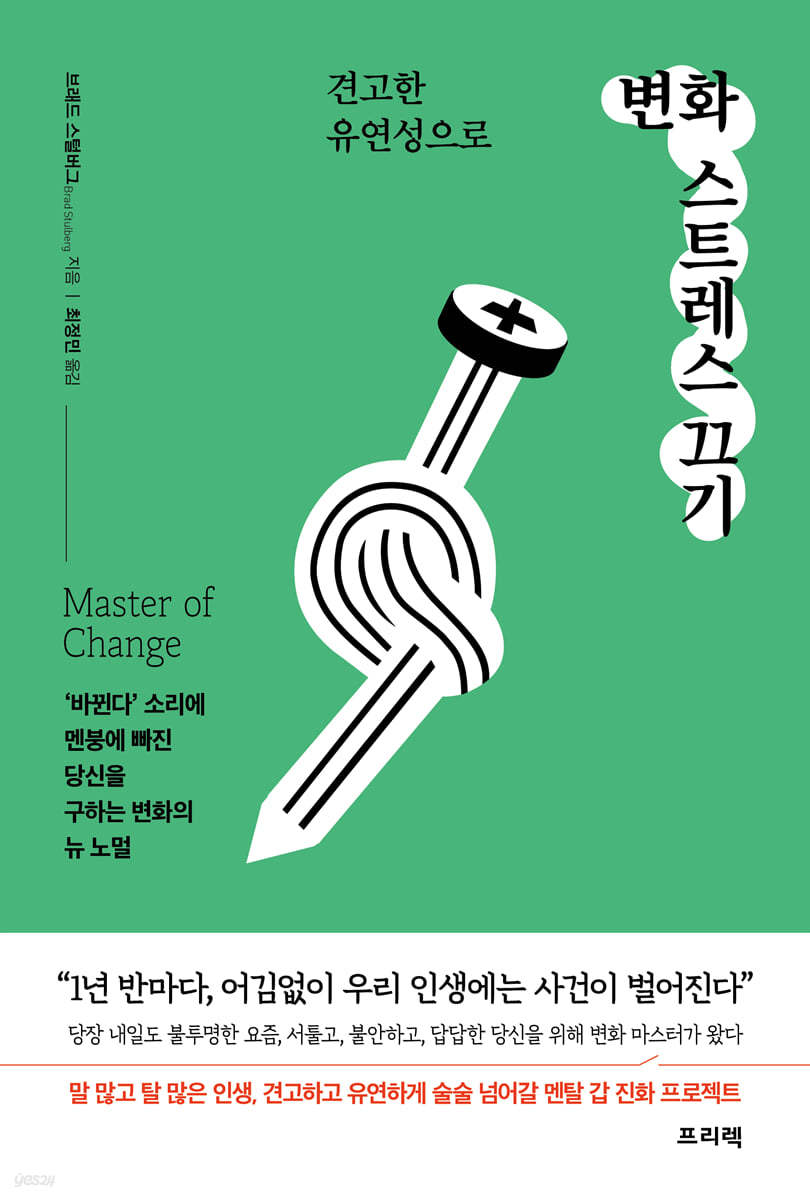 견고한
유연성으로
변화
스트레스 끄기
브래드 스털버그 Brad Stulberg 지음 | 최정민 옮김
Master of
Change
‘바뀐다’ 소리에
멘붕에 빠진
당신을
구하는 변화의
뉴 노멀
“1년 반마다, 어김없이 우리 인생에는 사건이 벌어진다”
당장 내일도 불투명한 요즘, 서툴고, 불안하고, 답답한 당신을 위해 변화 마스터가 왔다
말 많고 탈 많은 인생, 견고하고 유연하게 술술 넘어갈 멘탈 갑 진화 프로젝트
프리렉
yes24